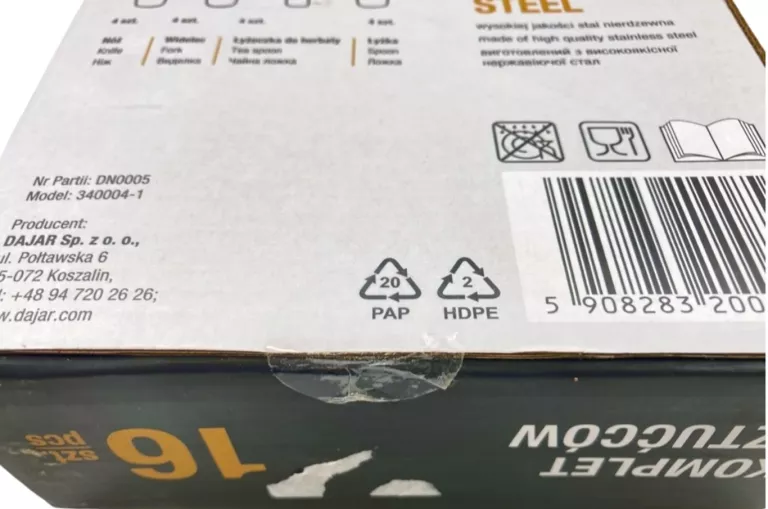 STEEL
wysokiej jakości stal nierdzewna
made of high quality stainless steel
виготовлений з високоякісної
нержавіючої стал
4 szt.
4 szt.
4 szt.
4 szt.
Nóż
Widelec
Łyżeczka do herbaty
Łyżka
Knife
Fork
Tea spoon
Spoon
Ніж
Виделка
Чайна ложка
Ложка
Nr Partii: DN0005
Model: 340004-1
Producent:
DAJAR Sp. z o. o.,
ul. Połtawska 6
5-072 Koszalin,
: +48 94 720 26 26;
w.dajar.com
20
PAP
2
HDPE
5 908283 200
16
szt.
pcs
KOMPLET
ZTUĆCÓW